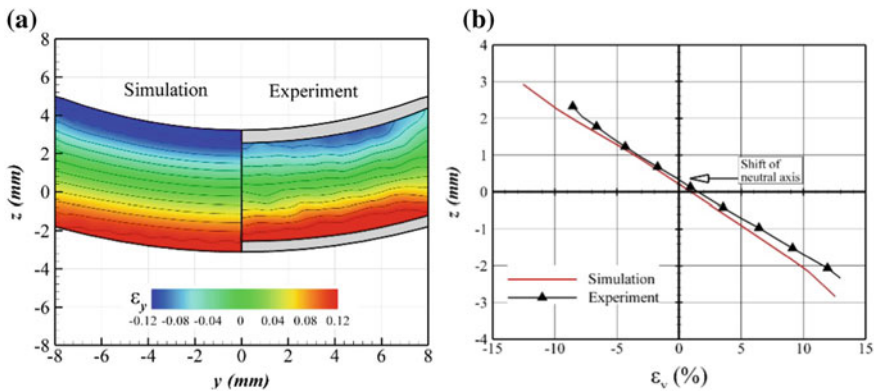 (a)
8
6
4
2
0
-2
-4
-6
-8
z (mm)
Simulation
Experiment
εy
-0.12 -0.08 -0.04 0 0.04 0.08 0.12
-8 -6 -4 -2 0 2 4 6 8
y (mm)
(b)
4
3
2
1
0
-1
-2
-3
-4
z (mm)
Shift of
neutral axis
Simulation
Experiment
-15 -10 -5 0 5 10 15
εy (%)